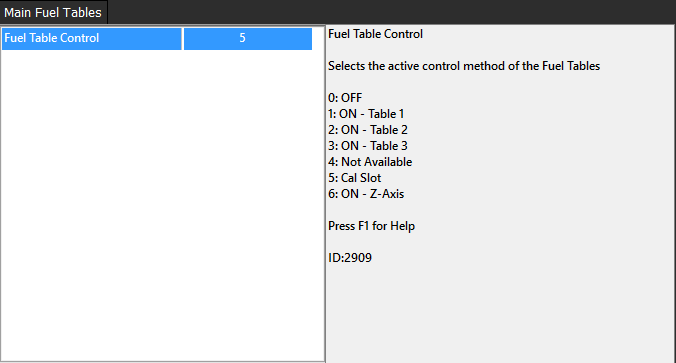 Main Fuel Tables
Fuel Table Control 5
Fuel Table Control
Selects the active control method of the Fuel Tables
0: OFF
1: ON - Table 1
2: ON - Table 2
3: ON - Table 3
4: Not Available
5: Cal Slot
6: ON - Z-Axis
Press F1 for Help
ID:2909